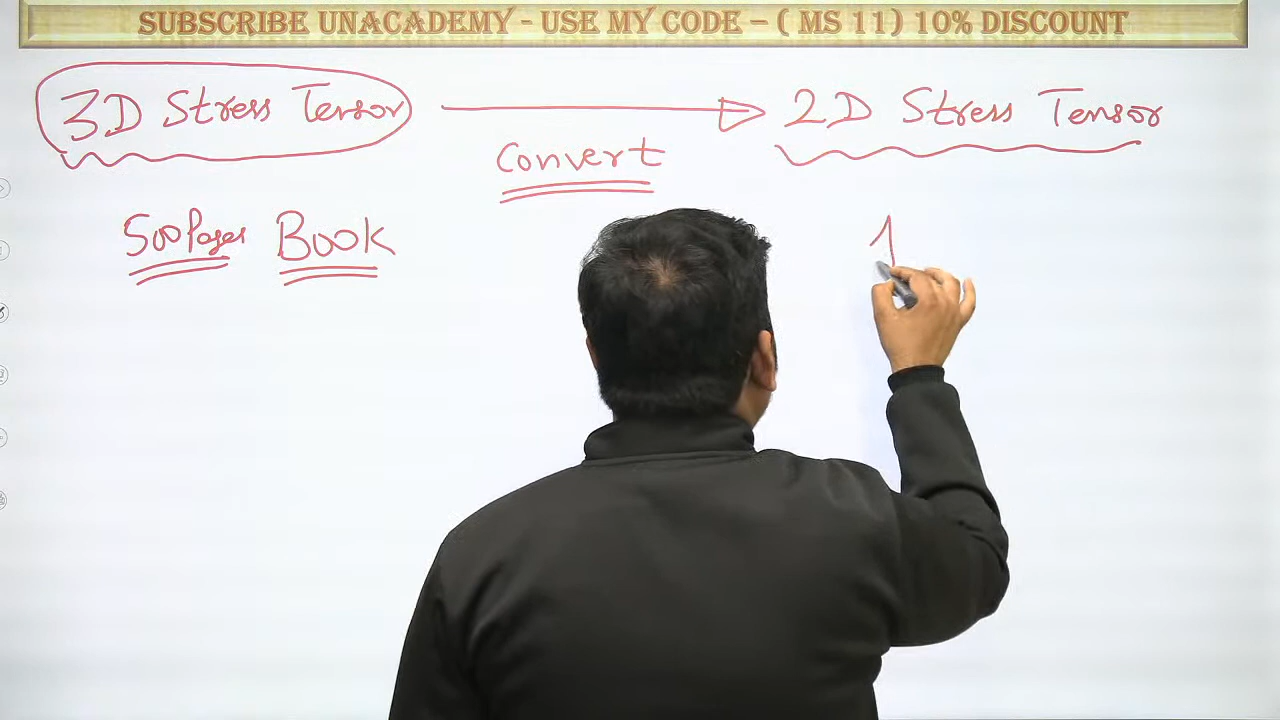 SUBSCRIBE UNACADEMY - USE MY CODE – ( MS 11) 10% DISCOUNT
3D Stress Tensor → 2D Stress Tensor
Convert
500 Pages Book 1